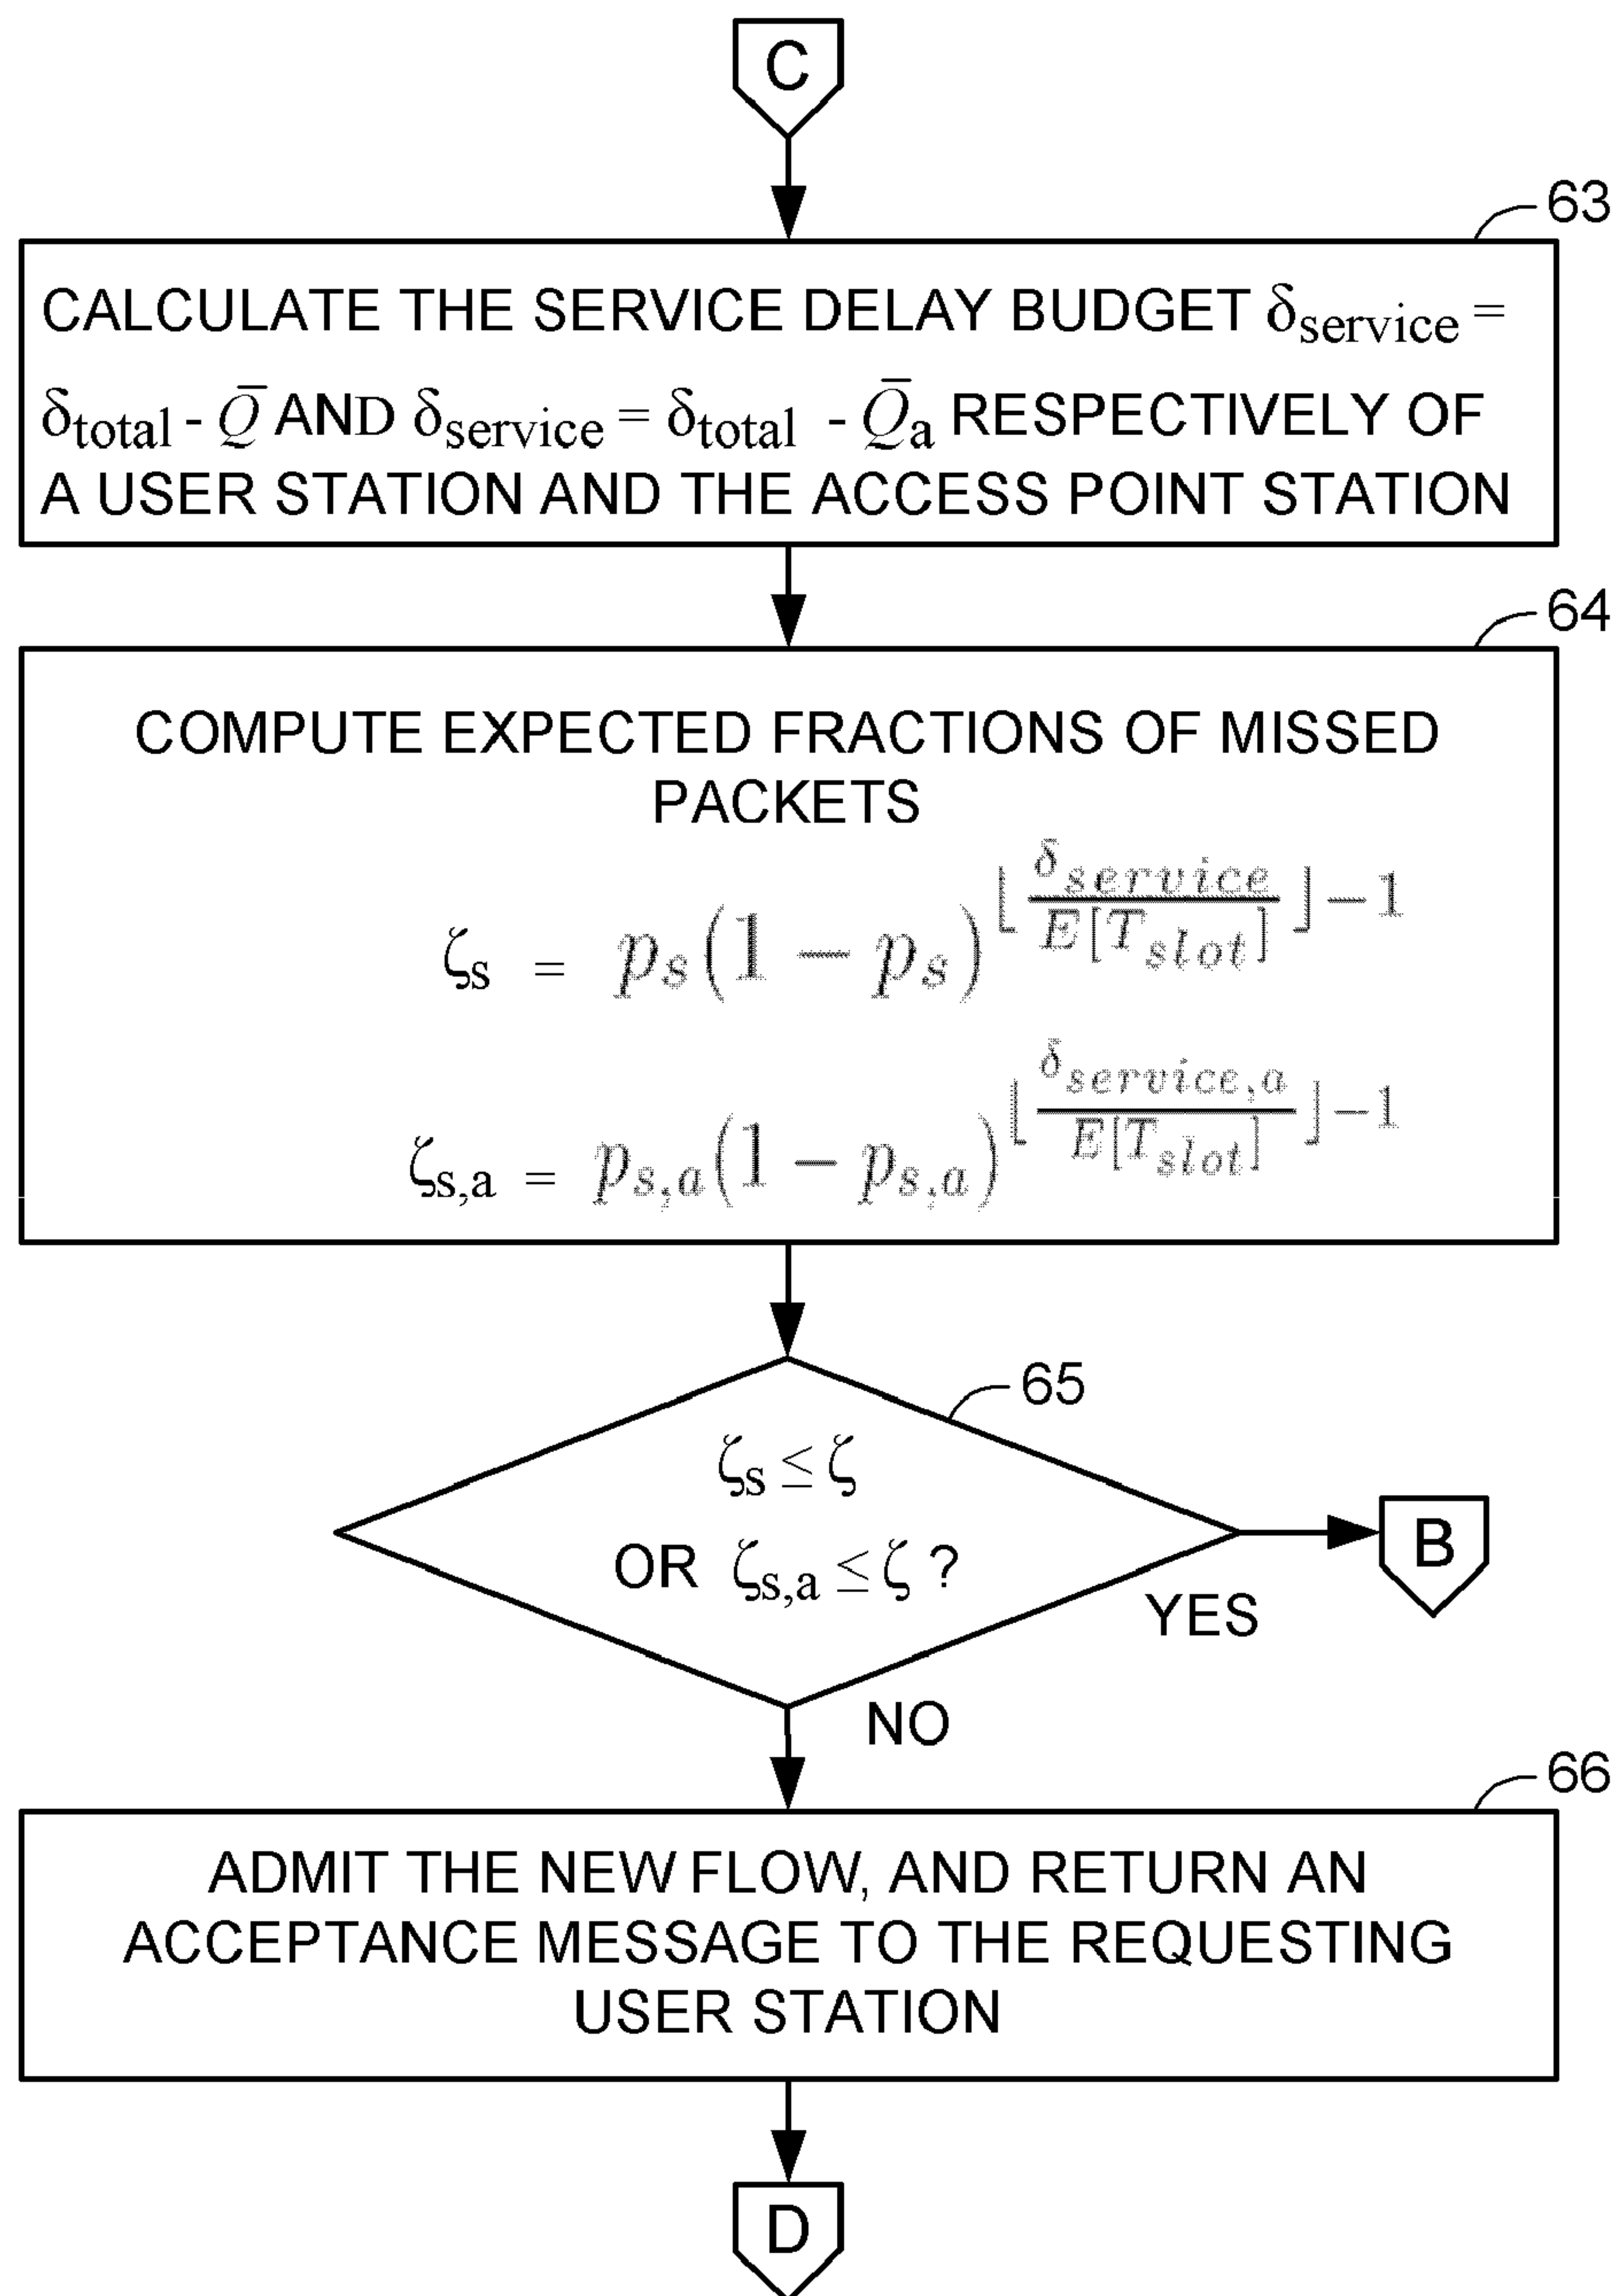 C
63
CALCULATE THE SERVICE DELAY BUDGET δservice =
δtotal - Q̄ AND δservice = δtotal - Q̄a RESPECTIVELY OF
A USER STATION AND THE ACCESS POINT STATION
64
COMPUTE EXPECTED FRACTIONS OF MISSED
PACKETS
ζs = ps(1 − ps)^⌊δservice/E[Tslot]⌋−1
ζs,a = ps,a(1 − ps,a)^⌊δservice,a/E[Tslot]⌋−1
65
ζs ≤ ζ
OR ζs,a ≤ ζ ?
B
YES
NO
66
ADMIT THE NEW FLOW, AND RETURN AN
ACCEPTANCE MESSAGE TO THE REQUESTING
USER STATION
D